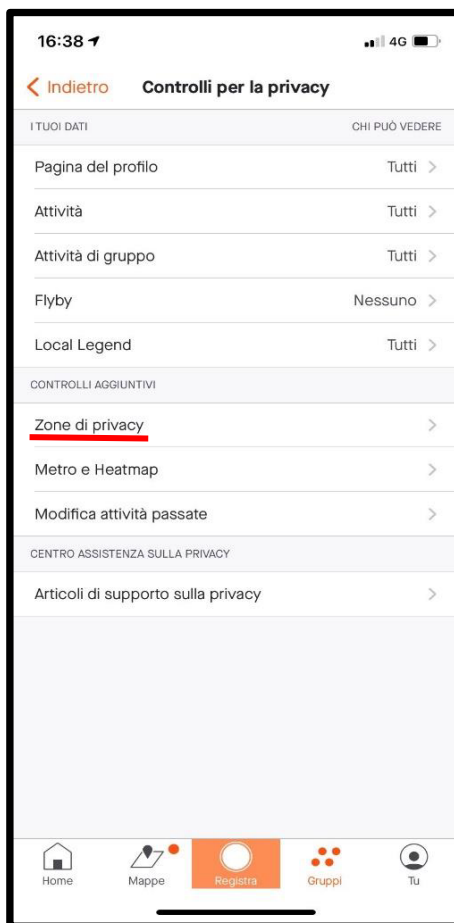 16:38 4G
Indietro Controlli per la privacy
I TUOI DATI CHI PUÒ VEDERE
Pagina del profilo Tutti
Attività Tutti
Attività di gruppo Tutti
Flyby Nessuno
Local Legend Tutti
CONTROLLI AGGIUNTIVI
Zone di privacy
Metro e Heatmap
Modifica attività passate
CENTRO ASSISTENZA SULLA PRIVACY
Articoli di supporto sulla privacy
Home Mappe Registra Gruppi Tu